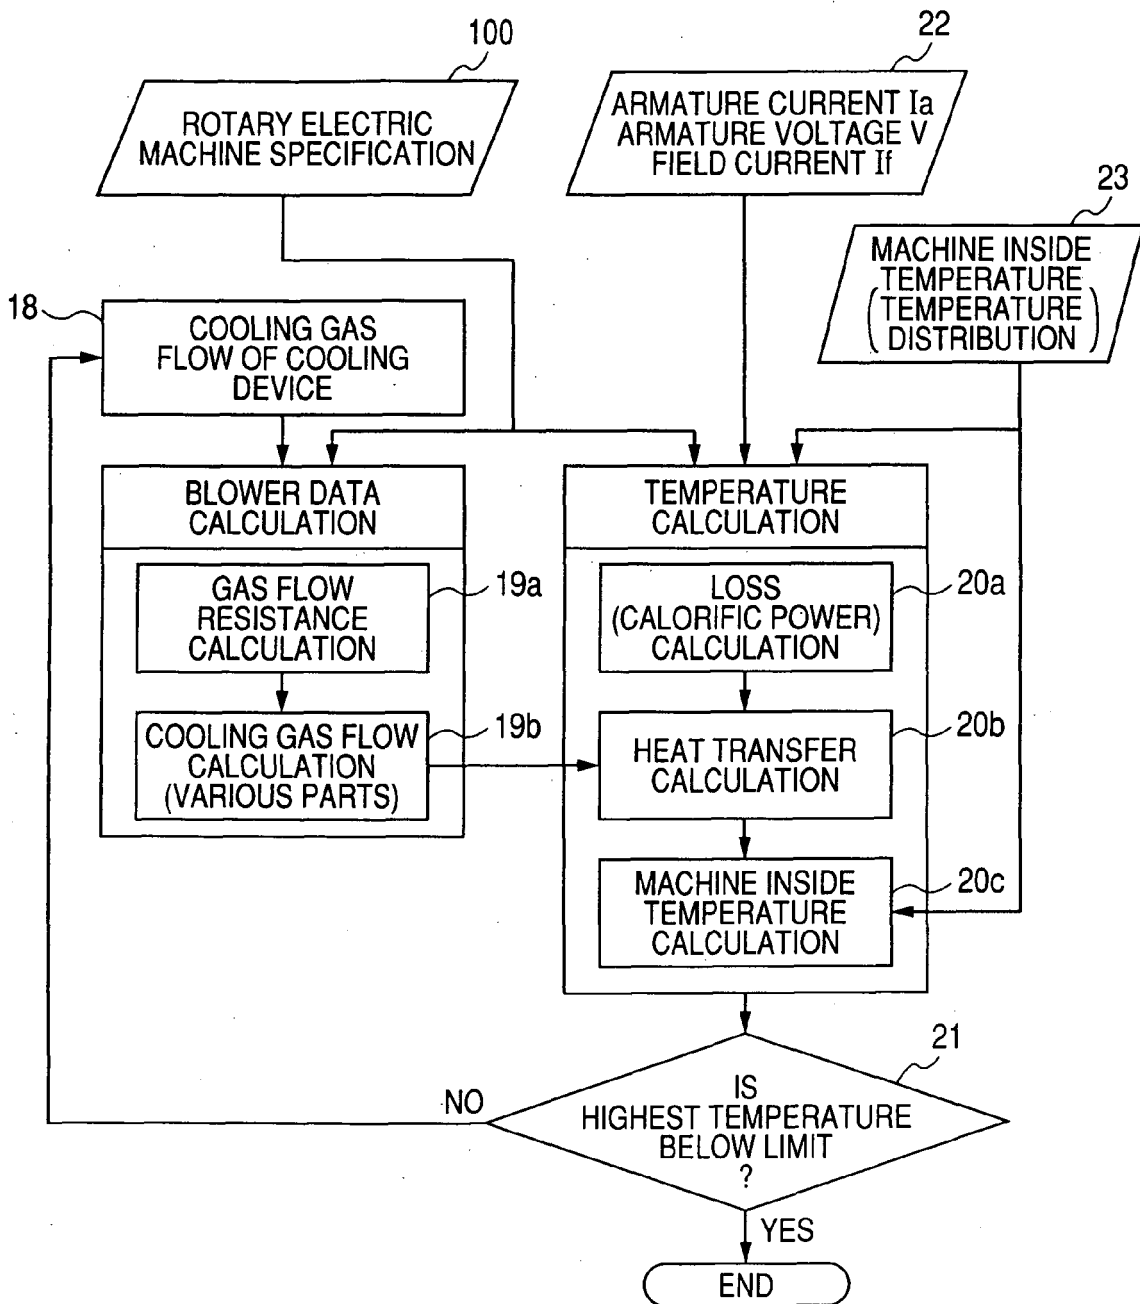 100
ROTARY ELECTRIC
MACHINE SPECIFICATION
22
ARMATURE CURRENT Ia
ARMATURE VOLTAGE V
FIELD CURRENT If
23
MACHINE INSIDE
TEMPERATURE
(TEMPERATURE
DISTRIBUTION)
18
COOLING GAS
FLOW OF COOLING
DEVICE
BLOWER DATA
CALCULATION
GAS FLOW
RESISTANCE
CALCULATION
19a
COOLING GAS FLOW
CALCULATION
(VARIOUS PARTS)
19b
TEMPERATURE
CALCULATION
LOSS
(CALORIFIC POWER)
CALCULATION
20a
HEAT TRANSFER
CALCULATION
20b
MACHINE INSIDE
TEMPERATURE
CALCULATION
20c
21
IS
HIGHEST TEMPERATURE
BELOW LIMIT
?
NO
YES
END